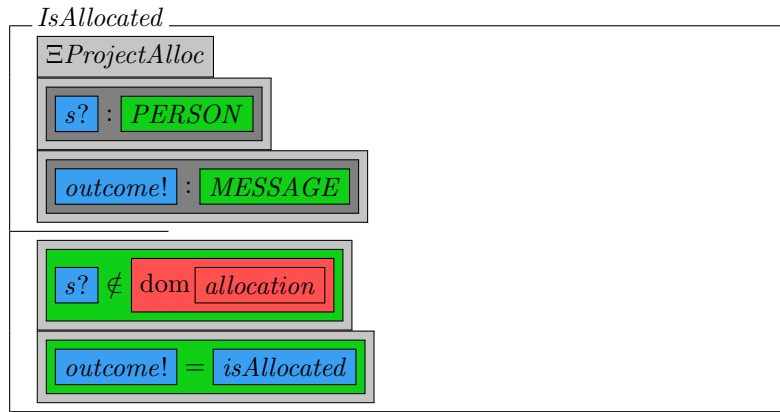 IsAllocated
ΞProjectAlloc
s? : PERSON
outcome! : MESSAGE
s? ∉ dom allocation
outcome! = isAllocated